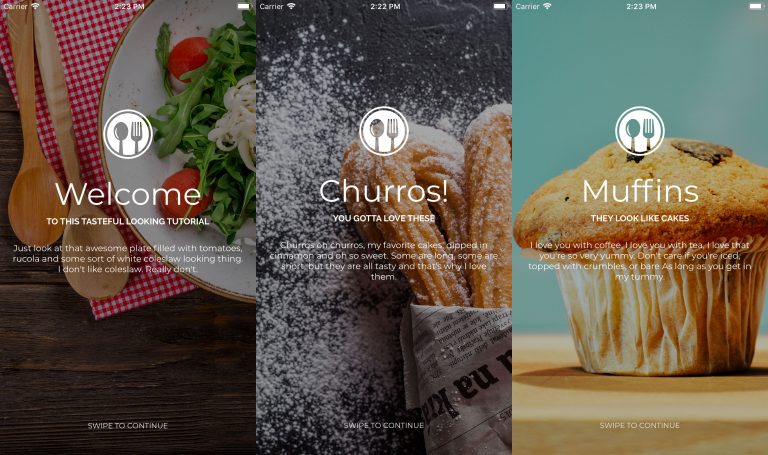 Carrier 2:23 PM
Welcome
TO THIS TASTEFUL LOOKING TUTORIAL
Just look at that awesome plate filled with tomatoes,
rucola and some sort of white coleslaw looking thing.
I don't like coleslaw. Really don't.
SWIPE TO CONTINUE
Carrier 2:22 PM
Churros!
YOU GOTTA LOVE THESE
Churros oh churros, my favorite cakes, dipped in
cinnamon and oh so sweet. Some are long, some are
short, but they are all tasty and that's why I love
them.
na
SWIPE TO CONTINUE
Carrier 2:23 PM
Muffins
THEY LOOK LIKE CAKES
I love you with coffee, I love you with tea, I love that
you're so very yummy. Don't care if you're iced,
topped with crumbles, or bare As long as you get in
my tummy.
SWIPE TO CONTINUE